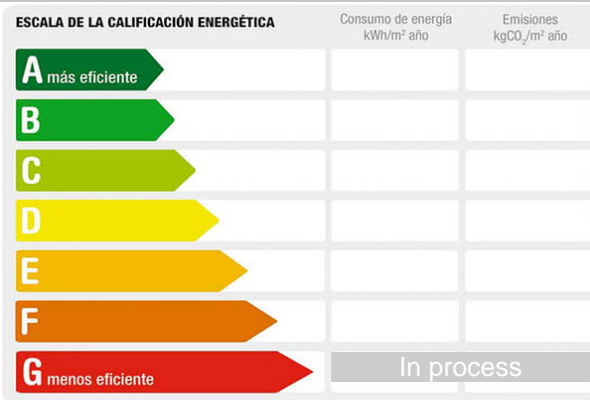 ESCALA DE LA CALIFICACIÓN ENERGÉTICA
Consumo de energía
kWh/m² año
Emisiones
kgCO₂/m² año
A más eficiente
B
C
D
E
F
G menos eficiente
In process